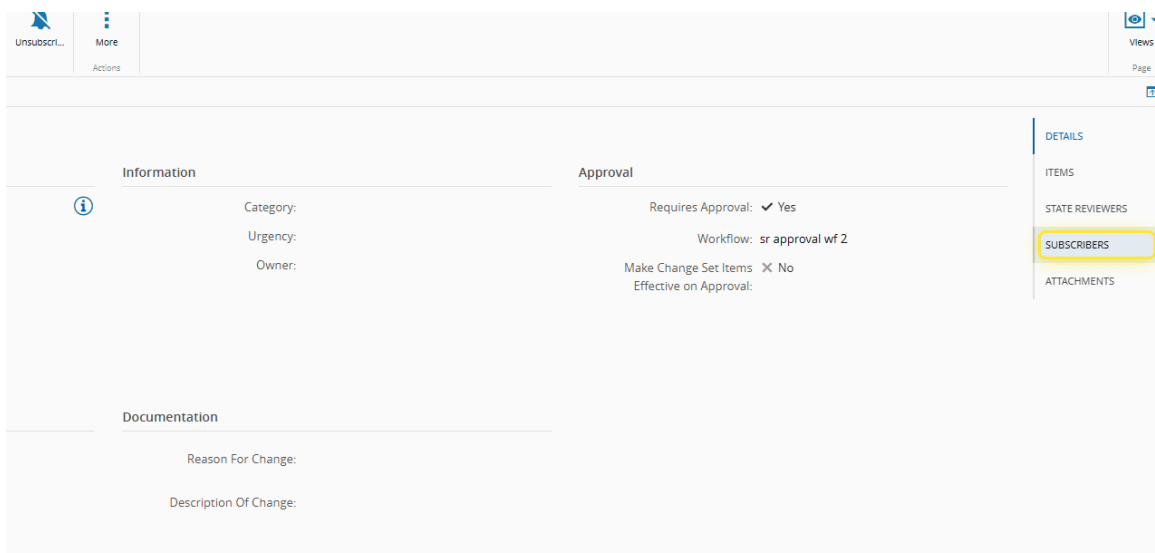 Unsubscri...
More
Views
Actions
Page
DETAILS
Information
Approval
ITEMS
Category:
Requires Approval: Yes
STATE REVIEWERS
Urgency:
Workflow: sr approval wf 2
SUBSCRIBERS
Owner:
Make Change Set Items No
Effective on Approval:
ATTACHMENTS
Documentation
Reason For Change:
Description Of Change: